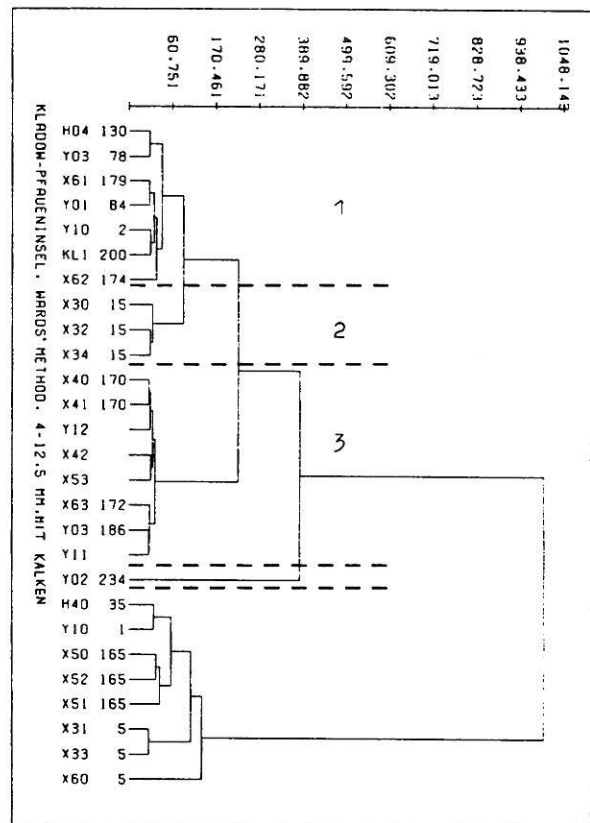 60.751
170.461
280.171
389.882
499.592
609.302
719.013
828.723
938.433
1048.143
KLADOW-PFAUENINSEL. WARDS'METHOD. 4-12.5 MM.MIT KALKEN
H04 130
Y03 78
X61 179
Y01 84
Y10 2
KL1 200
X62 174
X30 15
X32 15
X34 15
X40 170
X41 170
Y12
X42
X53
X63 172
Y03 186
Y11
Y02 234
H40 35
Y10 1
X50 165
X52 165
X51 165
X31 5
X33 5
X60 5
1
2
3